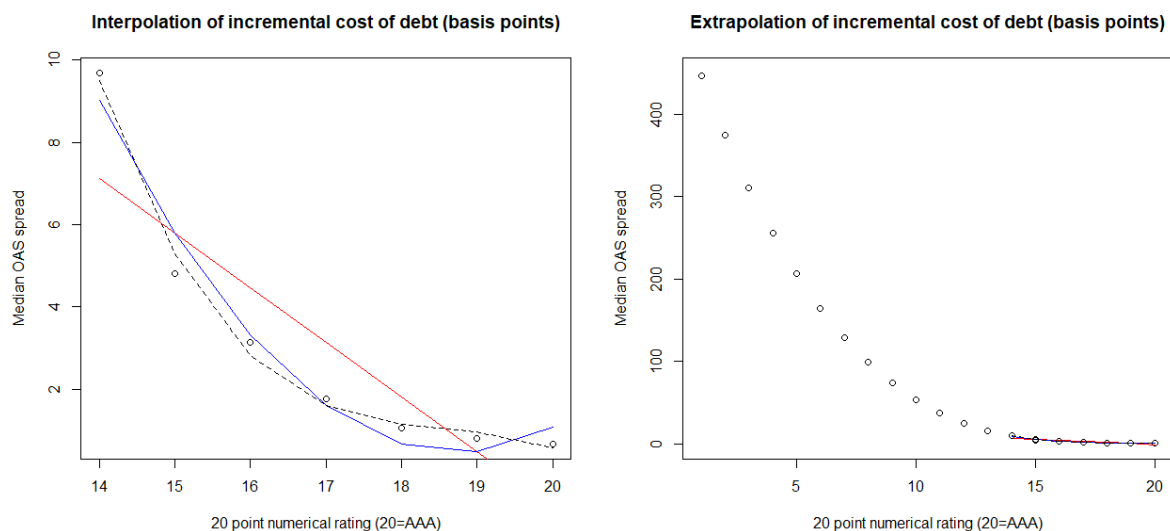 Interpolation of incremental cost of debt (basis points)
10
8
6
4
2
Median OAS spread
14 15 16 17 18 19 20
20 point numerical rating (20=AAA)
Extrapolation of incremental cost of debt (basis points)
400
300
200
100
0
Median OAS spread
5 10 15 20
20 point numerical rating (20=AAA)